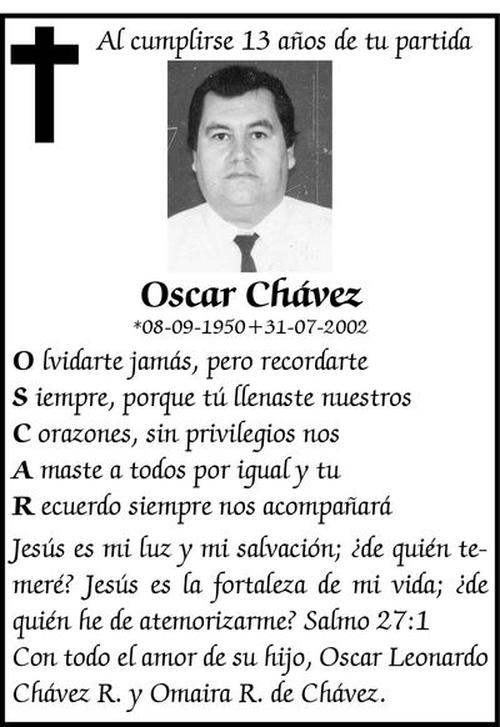 Al cumplirse 13 años de tu partida
Oscar Chávez
*08-09-1950+31-07-2002
O lvidarte jamás, pero recordarte
S iempre, porque tú llenaste nuestros
C orazones, sin privilegios nos
A maste a todos por igual y tu
R ecuerdo siempre nos acompañará
Jesús es mi luz y mi salvación; ¿de quién te-
meré? Jesús es la fortaleza de mi vida; ¿de
quién he de atemorizarme? Salmo 27:1
Con todo el amor de su hijo, Oscar Leonardo
Chávez R. y Omaira R. de Chávez.